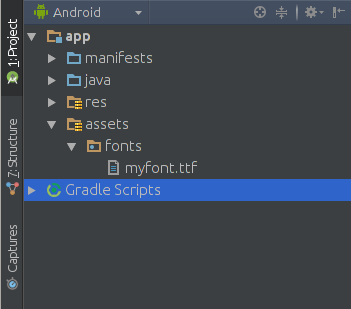 Android
1: Project
app
manifests
java
res
assets
fonts
myfont.ttf
Gradle Scripts
7: Structure
Captures